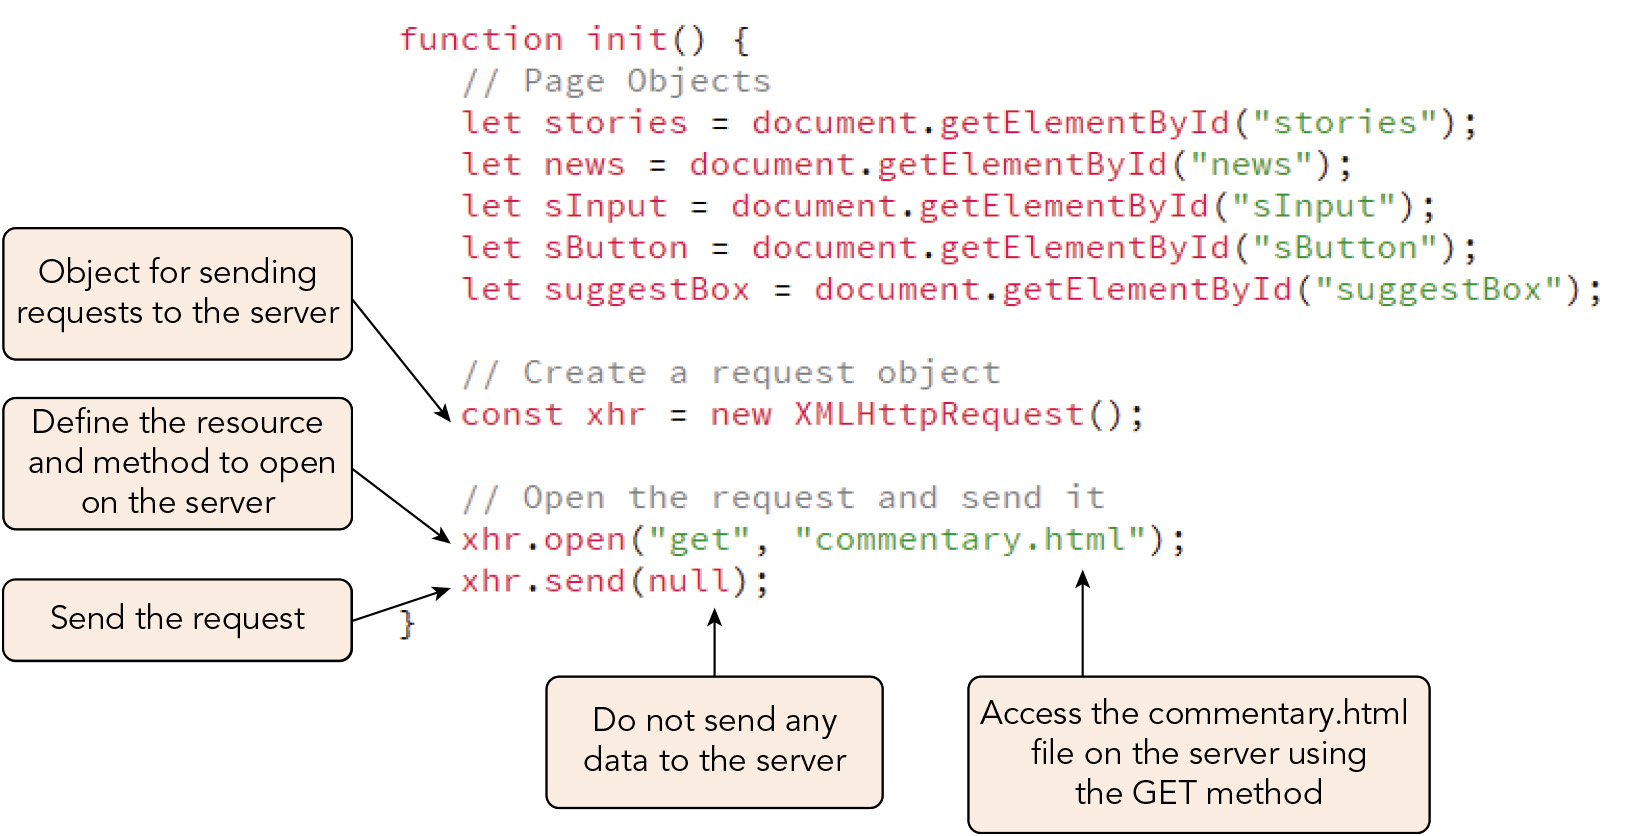 function init() {
// Page Objects
let stories = document.getElementById("stories");
let news = document.getElementById("news");
let sInput = document.getElementById("sInput");
let sButton = document.getElementById("sButton");
let suggestBox = document.getElementById("suggestBox");
// Create a request object
const xhr = new XMLHttpRequest();
// Open the request and send it
xhr.open("get", "commentary.html");
xhr.send(null);
}
Object for sending
requests to the server
Define the resource
and method to open
on the server
Send the request
Do not send any
data to the server
Access the commentary.html
file on the server using
the GET method